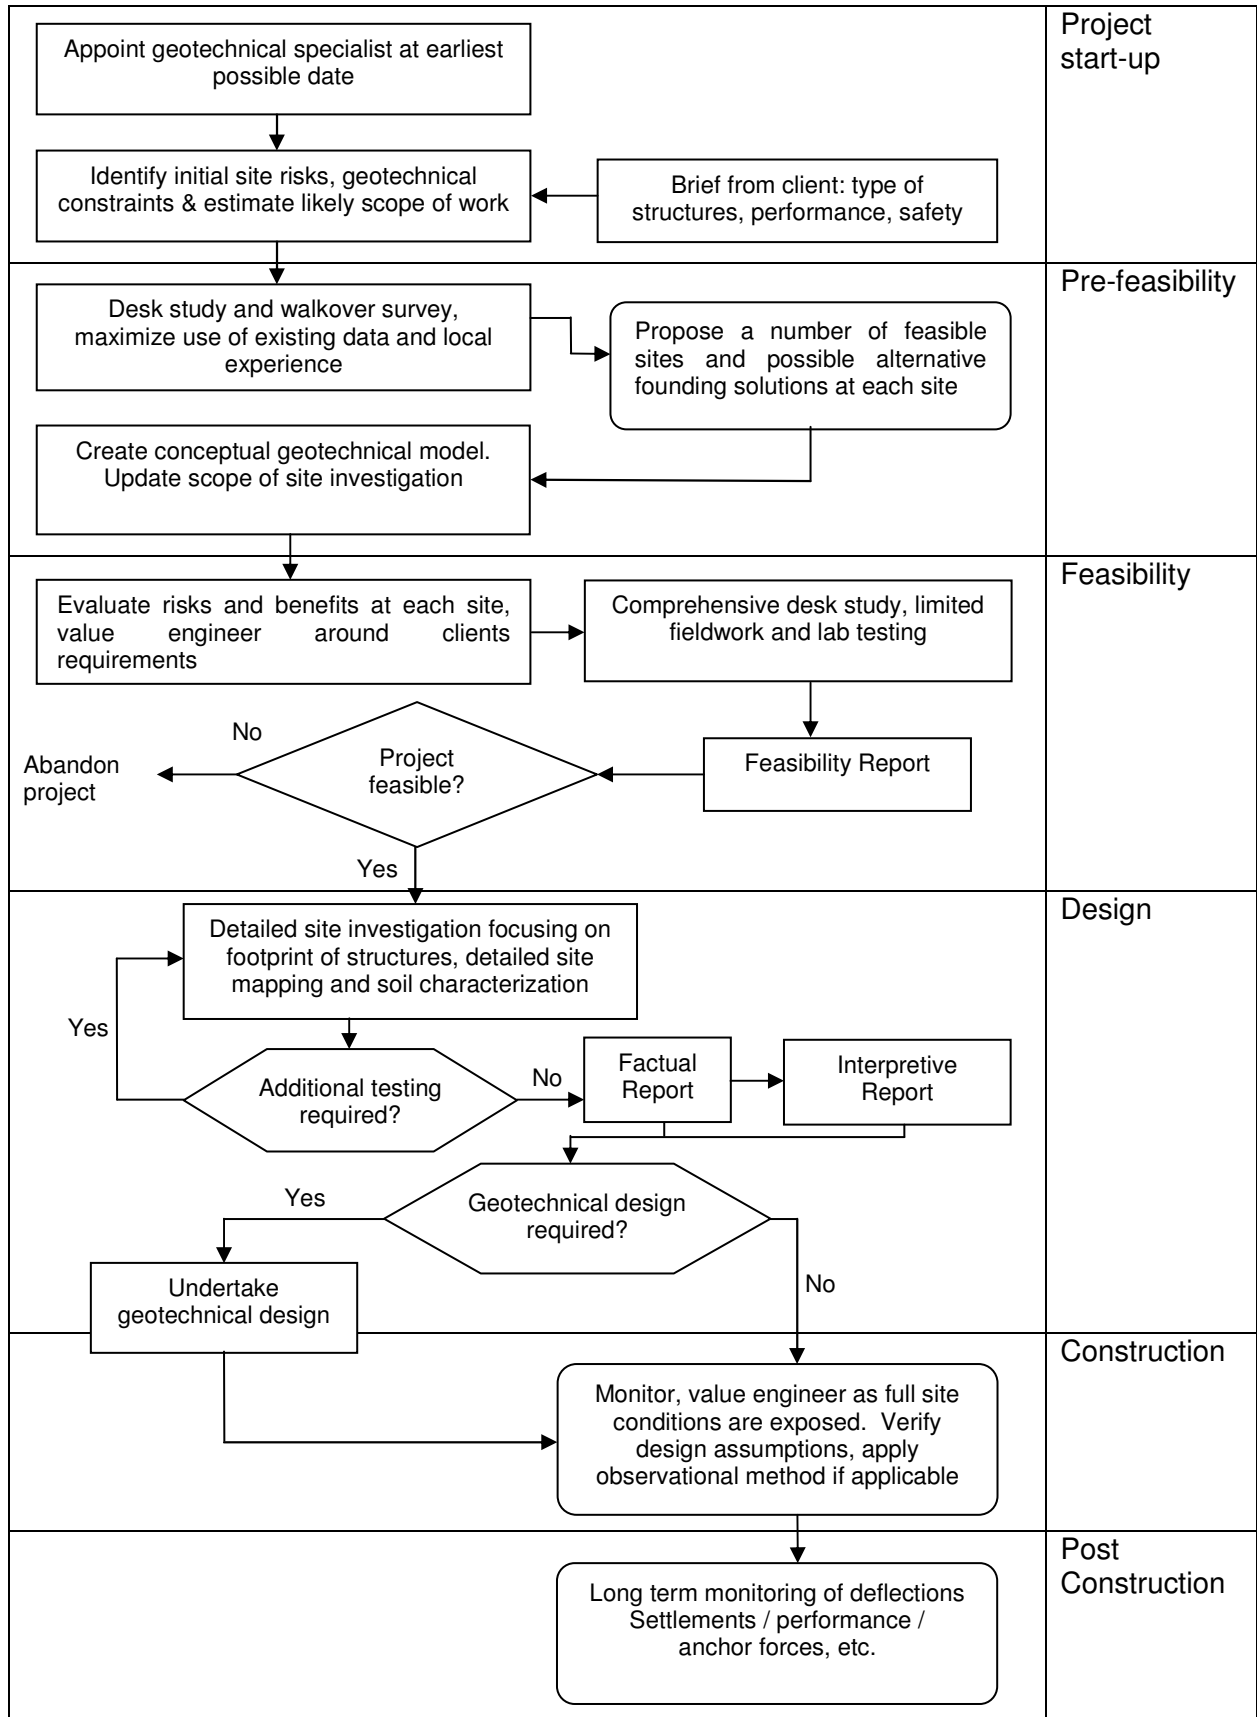 Project
start-up
Appoint geotechnical specialist at earliest
possible date
Identify initial site risks, geotechnical
constraints & estimate likely scope of work
Brief from client: type of
structures, performance, safety
Pre-feasibility
Desk study and walkover survey,
maximize use of existing data and local
experience
Propose a number of feasible
sites and possible alternative
founding solutions at each site
Create conceptual geotechnical model.
Update scope of site investigation
Feasibility
Evaluate risks and benefits at each site,
value engineer around clients
requirements
Comprehensive desk study, limited
fieldwork and lab testing
No
Project
feasible?
Feasibility Report
Abandon
project
Yes
Design
Detailed site investigation focusing on
footprint of structures, detailed site
mapping and soil characterization
Yes
Additional testing
required?
No
Factual
Report
Interpretive
Report
Yes
Geotechnical design
required?
No
Undertake
geotechnical design
Construction
Monitor, value engineer as full site
conditions are exposed.  Verify
design assumptions, apply
observational method if applicable
Post
Construction
Long term monitoring of deflections
Settlements / performance /
anchor forces, etc.